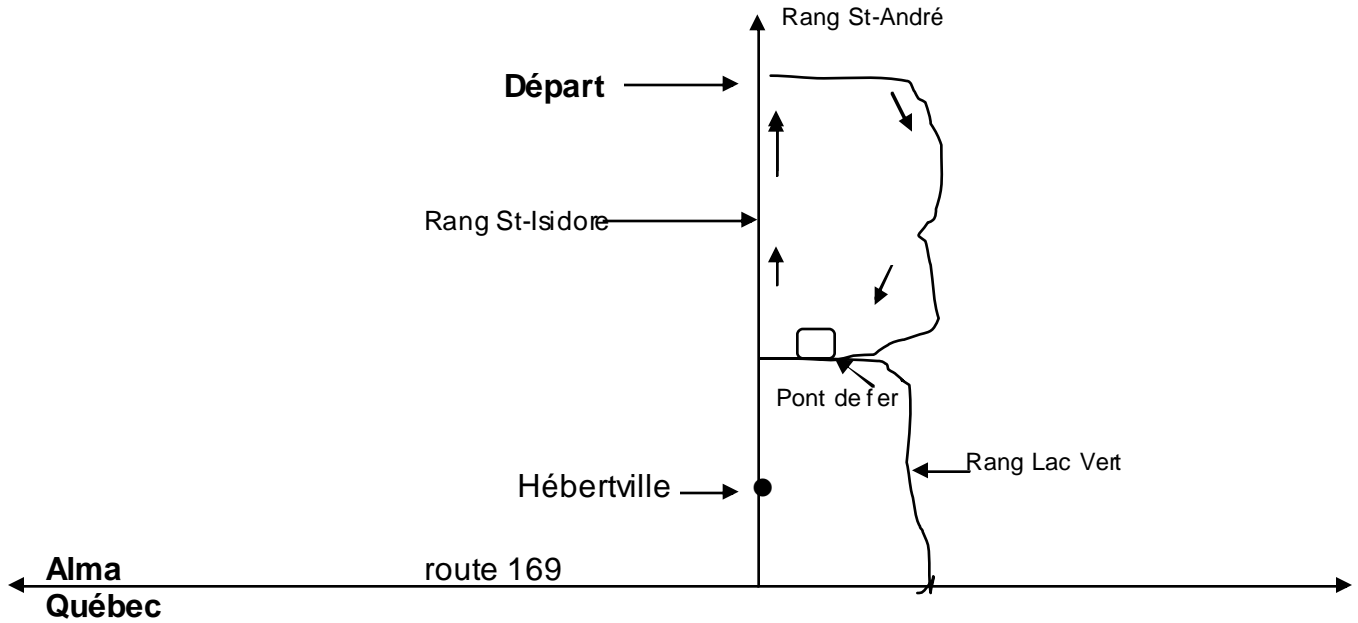 Rang St-André
Départ
Rang St-Isidore
Pont de fer
Rang Lac Vert
Hébertville
Alma route 169
Québec